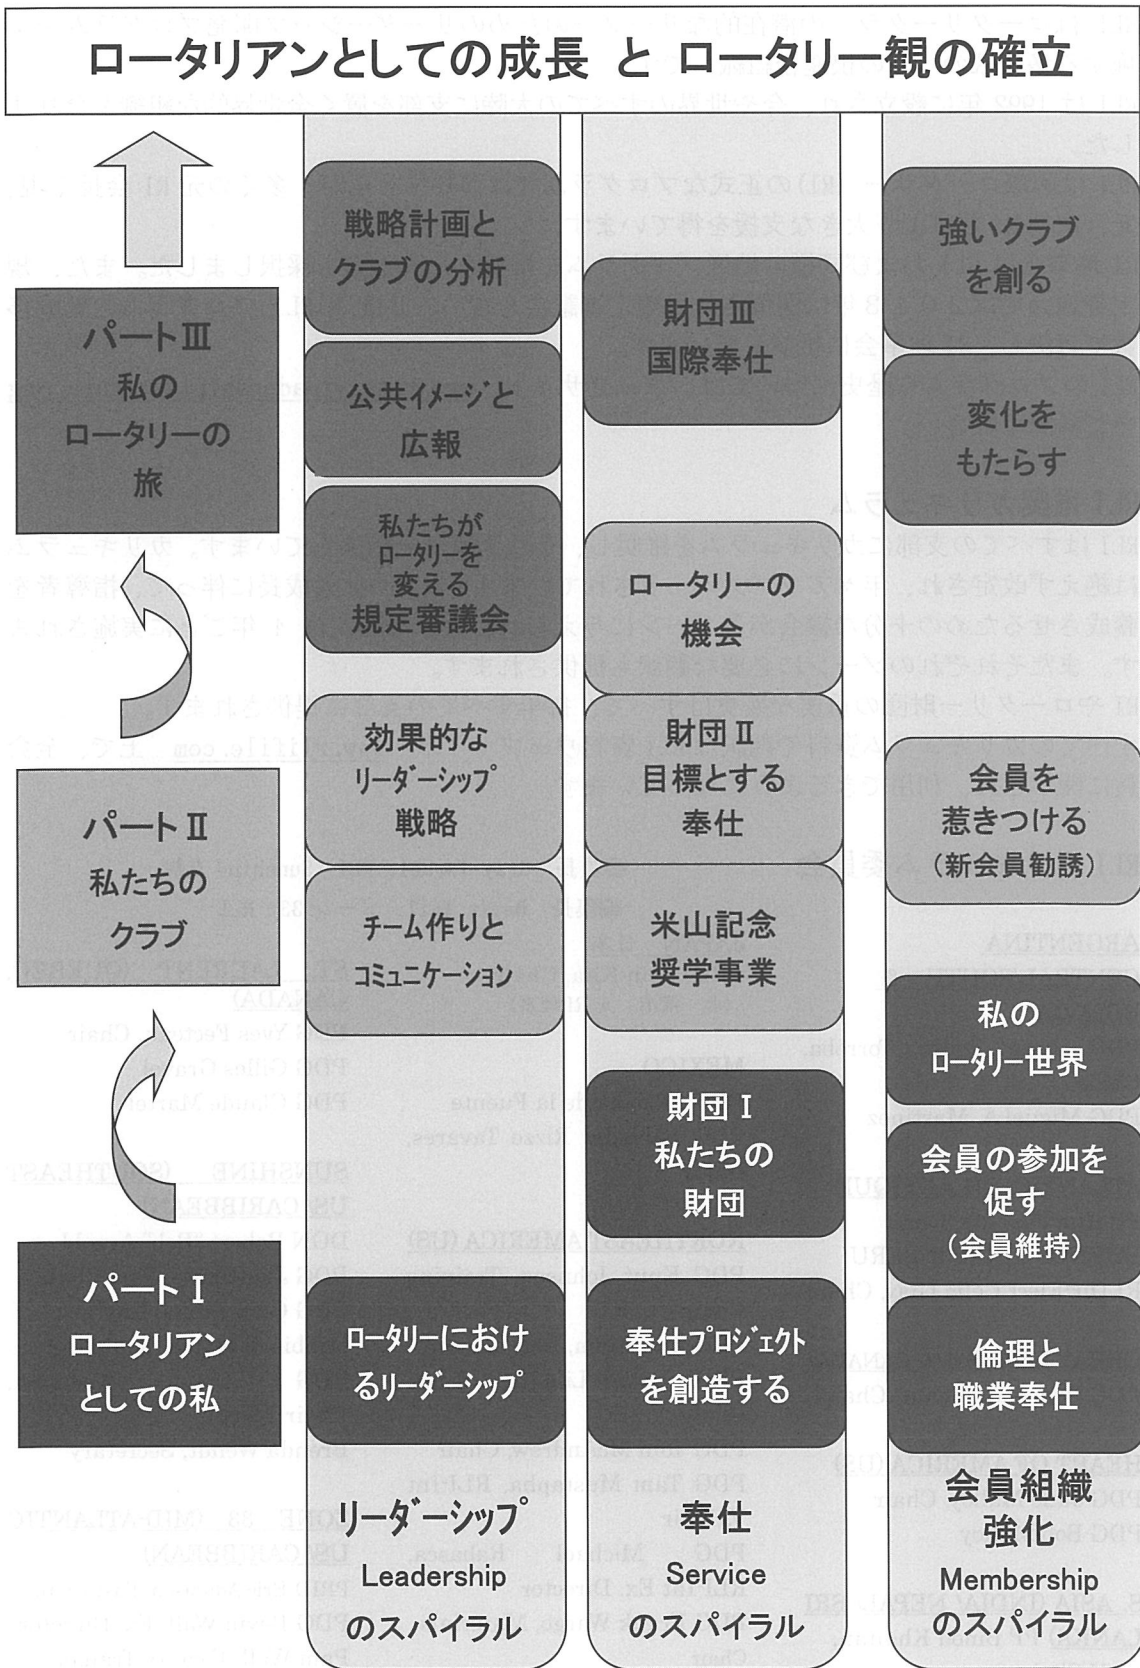 ロータリアンとしての成長 と ロータリー観の確立
パートⅢ
私の
ロータリーの
旅
パートⅡ
私たちの
クラブ
パートⅠ
ロータリアン
としての私
戦略計画と
クラブの分析
公共イメージと
広報
私たちが
ロータリーを
変える
規定審議会
効果的な
リーダーシップ
戦略
チーム作りと
コミュニケーション
ロータリーにおけ
るリーダーシップ
リーダーシップ
Leadership
のスパイラル
財団Ⅲ
国際奉仕
ロータリーの
機会
財団Ⅱ
目標とする
奉仕
米山記念
奨学事業
財団Ⅰ
私たちの
財団
奉仕プロジェクト
を創造する
奉仕
Service
のスパイラル
強いクラブ
を創る
変化を
もたらす
会員を
惹きつける
（新会員勧誘）
私の
ロータリー世界
会員の参加を
促す
（会員維持）
倫理と
職業奉仕
会員組織
強化
Membership
のスパイラル